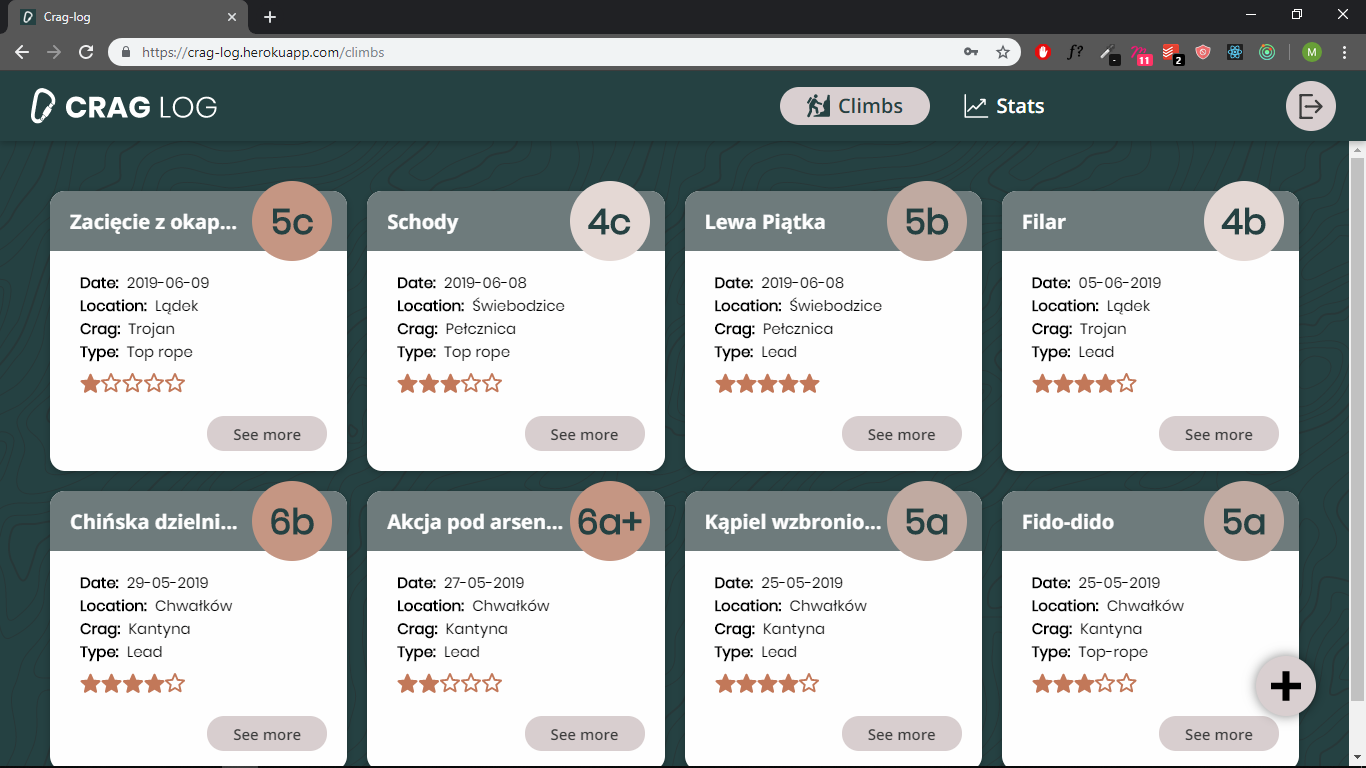 Crag-log
https://crag-log.herokuapp.com/climbs
f?
11
2
M
CRAG LOG
Climbs
Stats
Zacięcie z okap...
5c
Date: 2019-06-09
Location: Lądek
Crag: Trojan
Type: Top rope
See more
Schody
4c
Date: 2019-06-08
Location: Świebodzice
Crag: Pełcznica
Type: Top rope
See more
Lewa Piątka
5b
Date: 2019-06-08
Location: Świebodzice
Crag: Pełcznica
Type: Lead
See more
Filar
4b
Date: 05-06-2019
Location: Lądek
Crag: Trojan
Type: Lead
See more
Chińska dzielni...
6b
Date: 29-05-2019
Location: Chwałków
Crag: Kantyna
Type: Lead
See more
Akcja pod arsen...
6a+
Date: 27-05-2019
Location: Chwałków
Crag: Kantyna
Type: Lead
See more
Kąpiel wzbronio...
5a
Date: 25-05-2019
Location: Chwałków
Crag: Kantyna
Type: Lead
See more
Fido-dido
5a
Date: 25-05-2019
Location: Chwałków
Crag: Kantyna
Type: Top-rope
See more